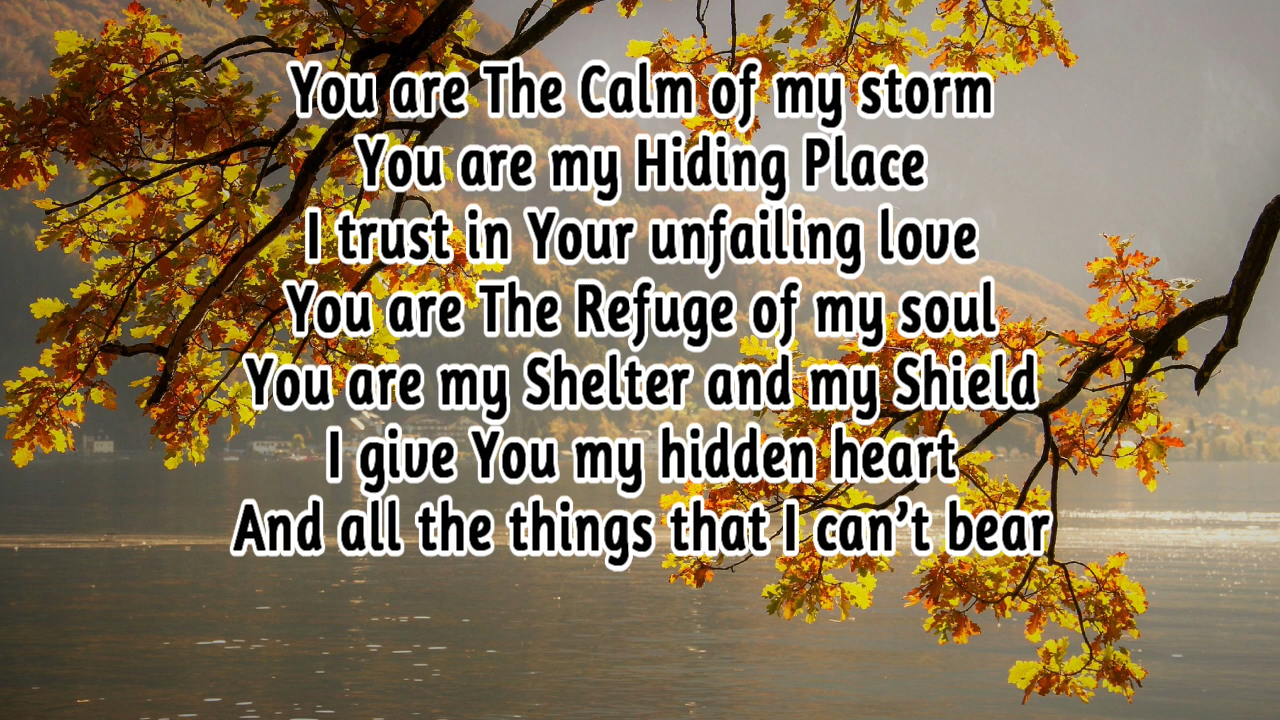 You are The Calm of my storm
You are my Hiding Place
I trust in Your unfailing love
You are The Refuge of my soul
You are my Shelter and my Shield
I give You my hidden heart
And all the things that I can’t bear